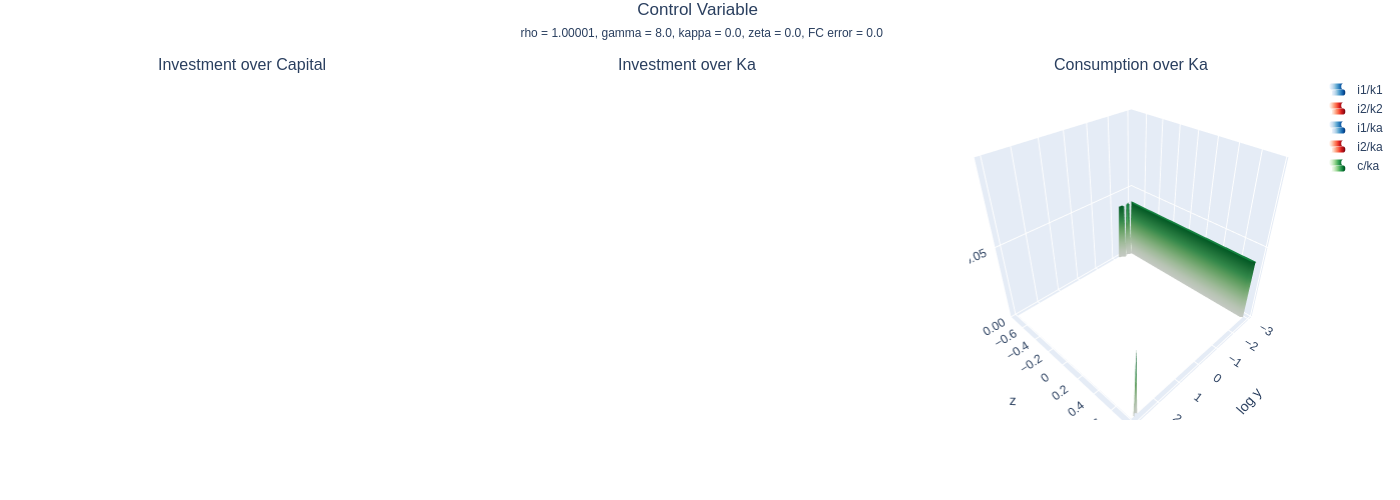 Control Variable
rho = 1.00001, gamma = 8.0, kappa = 0.0, zeta = 0.0, FC error = 0.0
Investment over Capital
Investment over Ka
Consumption over Ka
i1/k1
i2/k2
i1/ka
i2/ka
c/ka
.05
0.00
−0.6
−0.4
−0.2
0
0.2
0.4
z
−3
−2
−1
0
1
2
log y